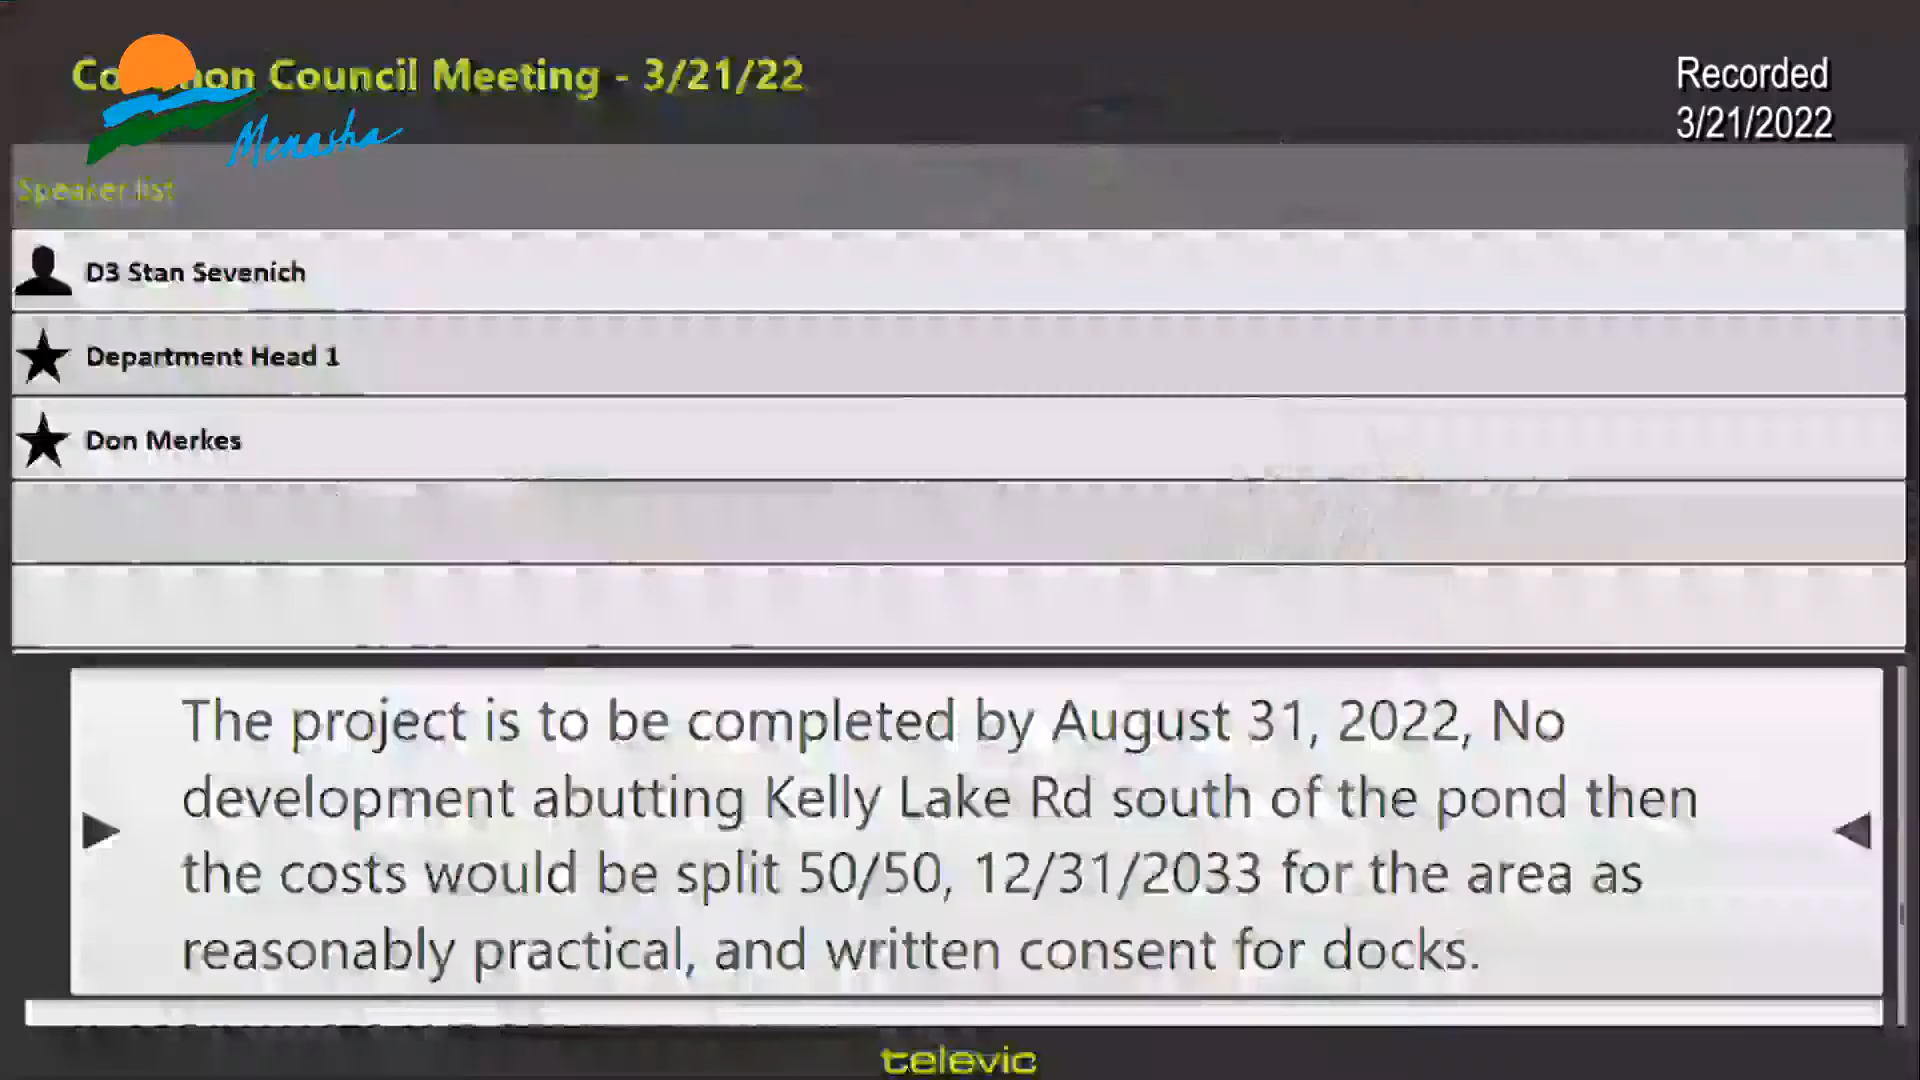 Common Council Meeting - 3/21/22
Menasha
Recorded
3/21/2022
Speaker list
D3 Stan Sevenich
Department Head 1
Don Merkes
The project is to be completed by August 31, 2022, No
development abutting Kelly Lake Rd south of the pond then
the costs would be split 50/50, 12/31/2033 for the area as
reasonably practical, and written consent for docks.
televic